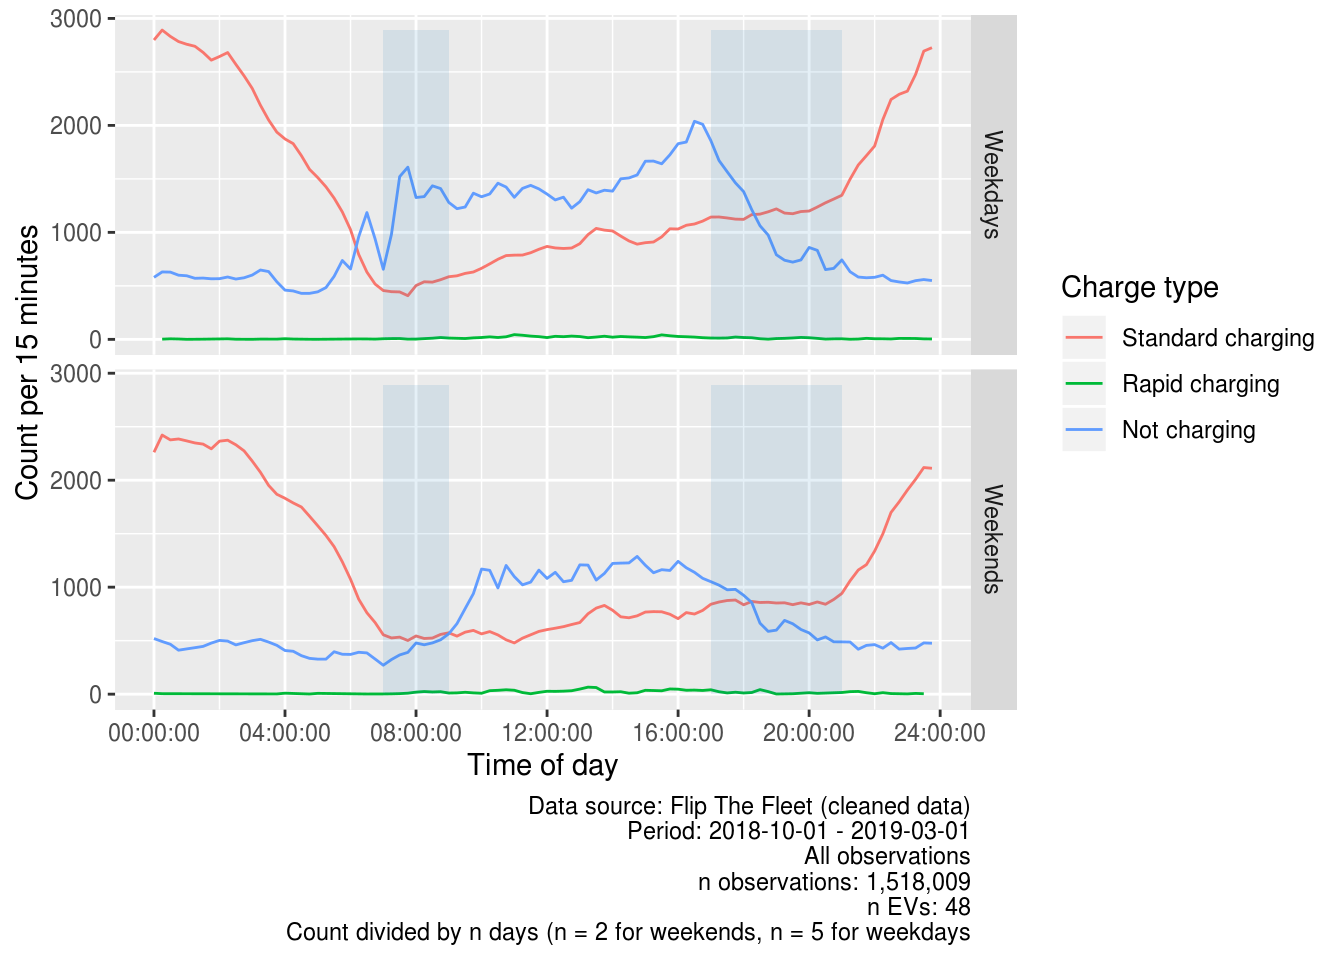 3000
2000
1000
0
Weekdays
3000
2000
1000
0
Weekends
Count per 15 minutes
00:00:00 04:00:00 08:00:00 12:00:00 16:00:00 20:00:00 24:00:00
Time of day
Charge type
Standard charging
Rapid charging
Not charging
Data source: Flip The Fleet (cleaned data)
Period: 2018-10-01 - 2019-03-01
All observations
n observations: 1,518,009
n EVs: 48
Count divided by n days (n = 2 for weekends, n = 5 for weekdays